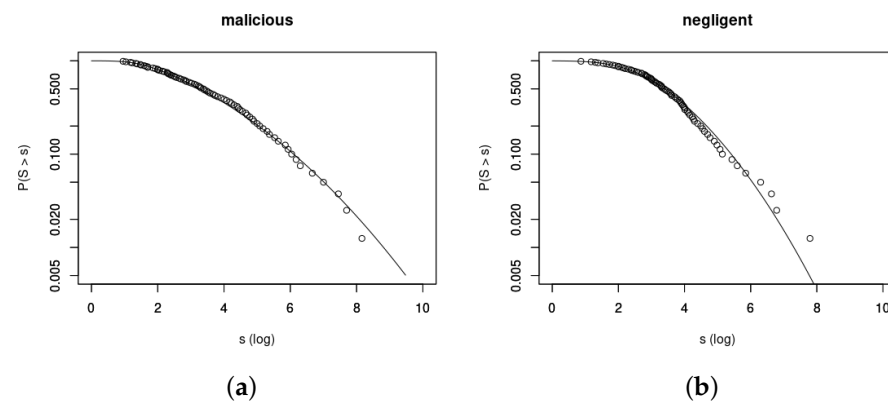 malicious
P(S > s)
0.500
0.100
0.020
0.005
0 2 4 6 8 10
s (log)
(a)
negligent
P(S > s)
0.500
0.100
0.020
0.005
0 2 4 6 8 10
s (log)
(b)